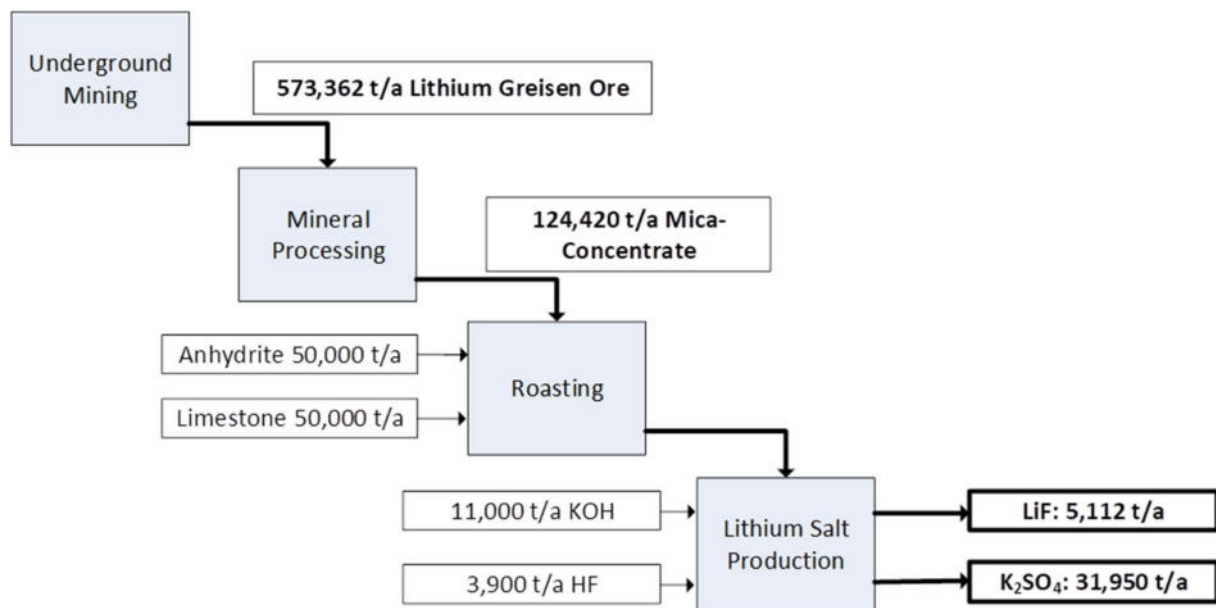 Underground
Mining
573,362 t/a Lithium Greisen Ore
Mineral
Processing
124,420 t/a Mica-
Concentrate
Anhydrite 50,000 t/a
Limestone 50,000 t/a
Roasting
11,000 t/a KOH
3,900 t/a HF
Lithium Salt
Production
LiF: 5,112 t/a
K₂SO₄: 31,950 t/a